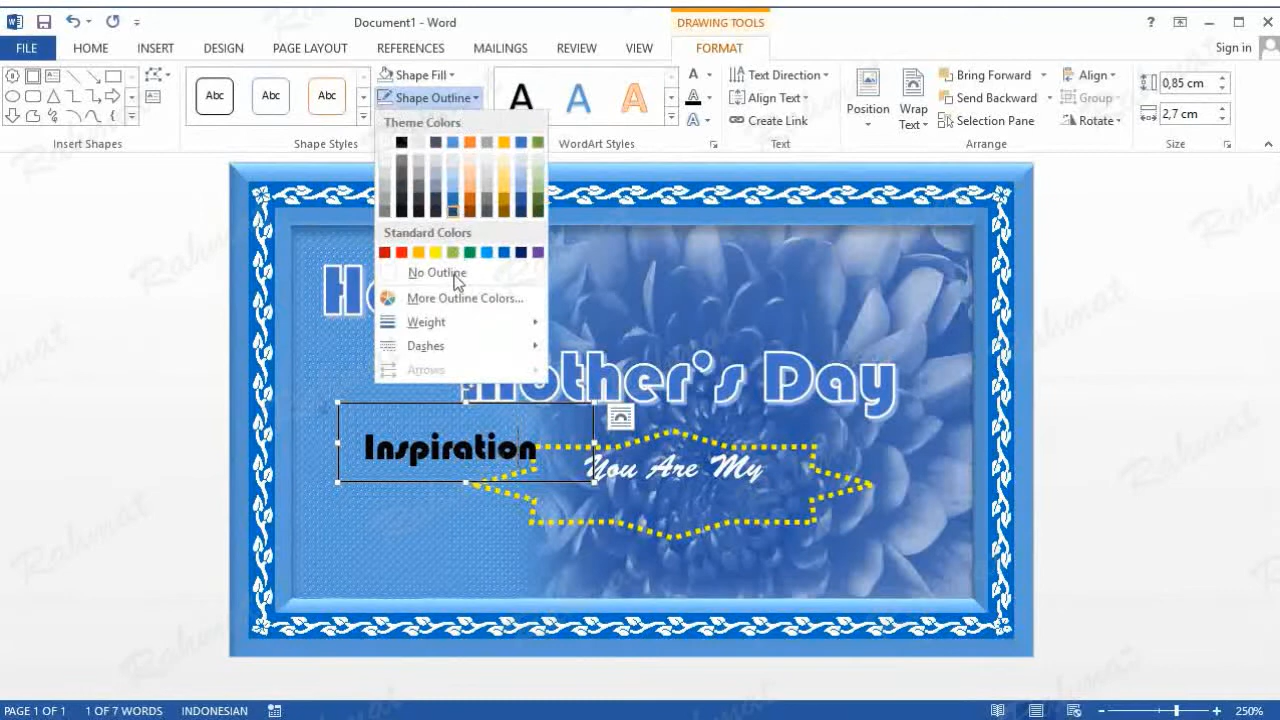 Document1 - Word
DRAWING TOOLS
?
FILE
HOME
INSERT
DESIGN
PAGE LAYOUT
REFERENCES
MAILINGS
REVIEW
VIEW
FORMAT
Sign in
Abc
Abc
Abc
Shape Fill
Shape Outline
A
A
A
A
A
A
Text Direction
Align Text
Create Link
Position
Wrap
Text
Bring Forward
Send Backward
Selection Pane
Align
Group
Rotate
0,85 cm
2,7 cm
Insert Shapes
Shape Styles
WordArt Styles
Text
Arrange
Size
Theme Colors
Standard Colors
No Outline
More Outline Colors...
Weight
Dashes
Arrows
Mother's Day
Inspiration
You Are My
Rahmat
PAGE 1 OF 1
1 OF 7 WORDS
INDONESIAN
250%